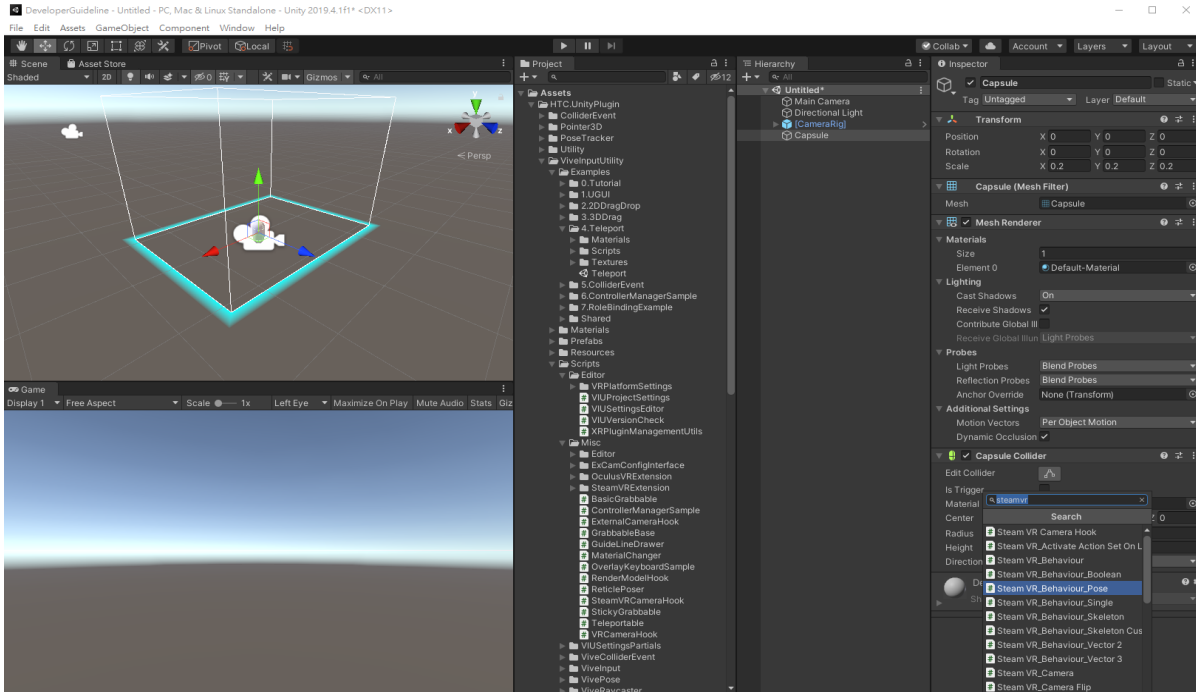 DeveloperGuideline - Untitled - PC, Mac & Linux Standalone - Unity 2019.4.1f1* <DX11>
File Edit Assets GameObject Component Window Help
Pivot Local Collab Account Layers Layout
Scene Asset Store
Shaded 2D 0 Gizmos All
y
x
z
Persp
Game
Display 1 Free Aspect Scale 1x Left Eye Maximize On Play Mute Audio Stats Giz
Project
12
Assets
HTC.UnityPlugin
ColliderEvent
Pointer3D
PoseTracker
Utility
ViveInputUtility
Examples
0.Tutorial
1.UGUI
2.2DDragDrop
3.3DDrag
4.Teleport
Materials
Scripts
Textures
Teleport
5.ColliderEvent
6.ControllerManagerSample
7.RoleBindingExample
Shared
Materials
Prefabs
Resources
Scripts
Editor
VRPlatformSettings
VIUProjectSettings
VIUSettingsEditor
VIUVersionCheck
XRPluginManagementUtils
Misc
Editor
ExCamConfigInterface
OculusVRExtension
SteamVRExtension
BasicGrabbable
ControllerManagerSample
ExternalCameraHook
GrabbableBase
GuideLineDrawer
MaterialChanger
OverlayKeyboardSample
RenderModelHook
ReticlePoser
SteamVRCameraHook
StickyGrabbable
Teleportable
VRCameraHook
VIUSettingsPartials
ViveColliderEvent
ViveInput
VivePose
ViveRaycaster
Hierarchy
All
Untitled*
Main Camera
Directional Light
[CameraRig]
Capsule
Inspector
Capsule Static
Tag Untagged Layer Default
Transform
Position X 0 Y 0 Z 0
Rotation X 0 Y 0 Z 0
Scale X 0.2 Y 0.2 Z 0.2
Capsule (Mesh Filter)
Mesh Capsule
Mesh Renderer
Materials
Size 1
Element 0 Default-Material
Lighting
Cast Shadows On
Receive Shadows
Contribute Global Ill
Receive Global Illun Light Probes
Probes
Light Probes Blend Probes
Reflection Probes Blend Probes
Anchor Override None (Transform)
Additional Settings
Motion Vectors Per Object Motion
Dynamic Occlusion
Capsule Collider
Edit Collider
Is Trigger
Material
Center Z 0
Radius
Height
Direction
De
Sh
steamvr
Search
Steam VR Camera Hook
Steam VR_Activate Action Set On L
Steam VR_Behaviour
Steam VR_Behaviour_Boolean
Steam VR_Behaviour_Pose
Steam VR_Behaviour_Single
Steam VR_Behaviour_Skeleton
Steam VR_Behaviour_Skeleton Cus
Steam VR_Behaviour_Vector 2
Steam VR_Behaviour_Vector 3
Steam VR_Camera
Steam VR_Camera Flip